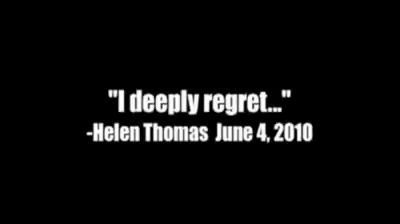 "I deeply regret..."
-Helen Thomas June 4, 2010